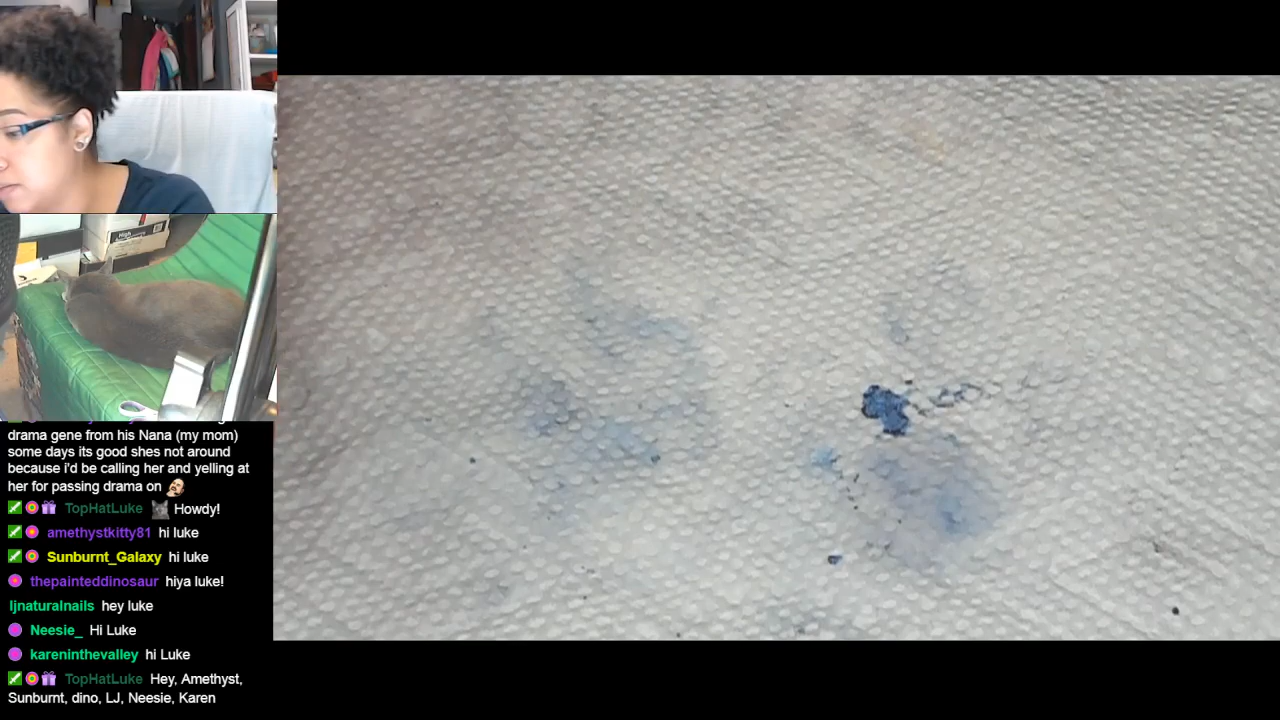 High
drama gene from his Nana (my mom)
some days its good shes not around
because i'd be calling her and yelling at
her for passing drama on
TopHatLuke Howdy!
amethystkitty81 hi luke
Sunburnt_Galaxy hi luke
thepainteddinosaur hiya luke!
ljnaturalnails hey luke
Neesie_ Hi Luke
kareninthevalley hi Luke
TopHatLuke Hey, Amethyst,
Sunburnt, dino, LJ, Neesie, Karen